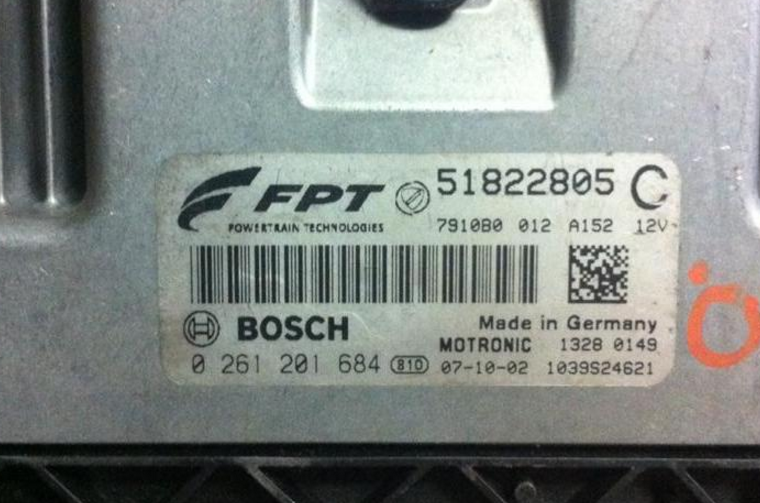 FPT 51822805 C
POWERTRAIN TECHNOLOGIES 7910B0 012 A152 12V
BOSCH Made in Germany
MOTRONIC 1328 0149
0 261 201 684 81D 07-10-02 1039S24621